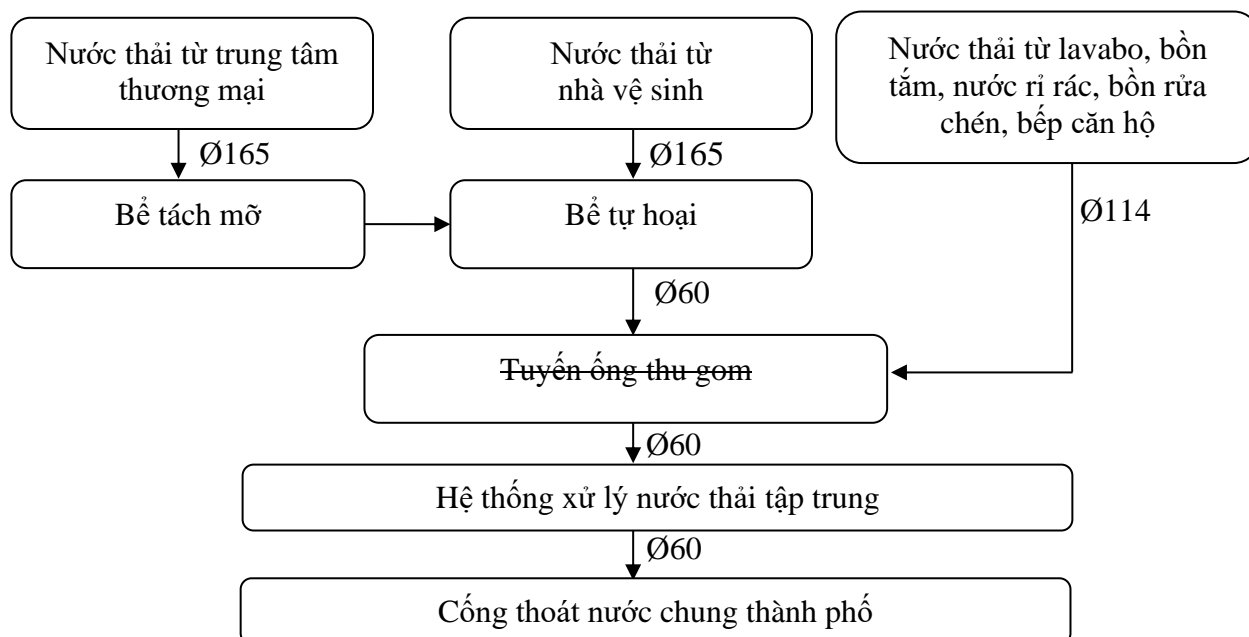 Nước thải từ trung tâm
thương mại
Nước thải từ
nhà vệ sinh
Nước thải từ lavabo, bồn
tắm, nước rỉ rác, bồn rửa
chén, bếp căn hộ
Ø165
Ø165
Bể tách mỡ
Bể tự hoại
Ø114
Ø60
Tuyến ống thu gom
Ø60
Hệ thống xử lý nước thải tập trung
Ø60
Cống thoát nước chung thành phố